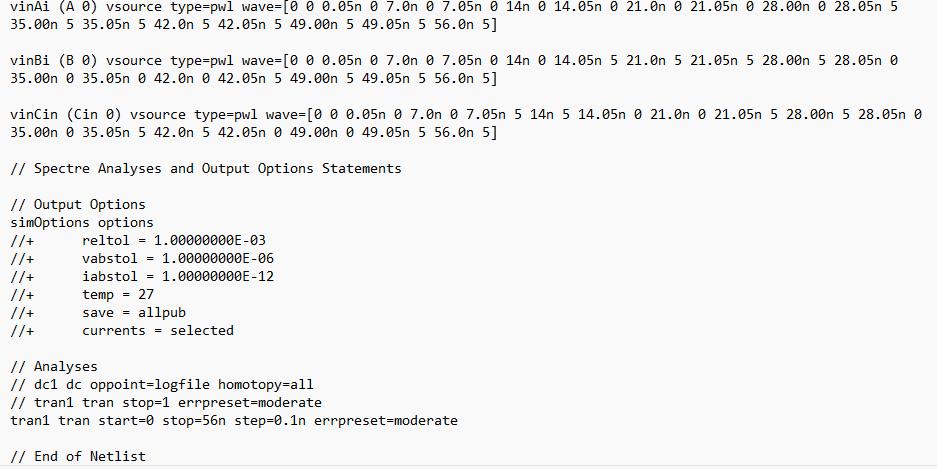 vinAi (A 0) vsource type=pwl wave=[0 0 0.05n 0 7.0n 0 7.05n 0 14n 0 14.05n 0 21.0n 0 21.05n 0 28.00n 0 28.05n 5
35.00n 5 35.05n 5 42.0n 5 42.05n 5 49.00n 5 49.05n 5 56.0n 5]
vinBi (B 0) vsource type=pwl wave=[0 0 0.05n 0 7.0n 0 7.05n 0 14n 0 14.05n 5 21.0n 5 21.05n 5 28.00n 5 28.05n 0
35.00n 0 35.05n 0 42.0n 0 42.05n 5 49.00n 5 49.05n 5 56.0n 5]
vinCin (Cin 0) vsource type=pwl wave=[0 0 0.05n 0 7.0n 0 7.05n 5 14n 5 14.05n 0 21.0n 0 21.05n 5 28.00n 5 28.05n 0
35.00n 0 35.05n 5 42.0n 5 42.05n 0 49.00n 0 49.05n 5 56.0n 5]
// Spectre Analyses and Output Options Statements
// Output Options
simOptions options
//+ reltol = 1.00000000E-03
//+ vabstol = 1.00000000E-06
//+ iabstol = 1.00000000E-12
//+ temp = 27
//+ save = allpub
//+ currents = selected
// Analyses
// dc1 dc oppoint=logfile homotopy=all
// tran1 tran stop=1 errpreset=moderate
tran1 tran start=0 stop=56n step=0.1n errpreset=moderate
// End of Netlist